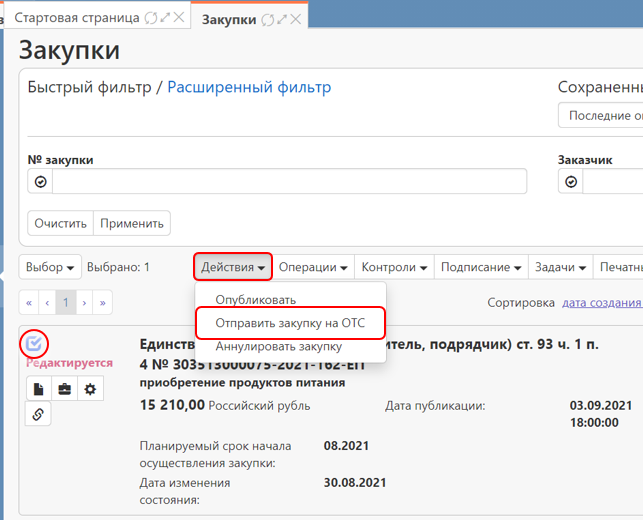 Стартовая страница
Закупки
Закупки
Быстрый фильтр / Расширенный фильтр
Сохраненн
Последние о
№ закупки
Заказчик
Очистить
Применить
Выбор
Выбрано: 1
Действия
Операции
Контроли
Подписание
Задачи
Печатн
Опубликовать
Отправить закупку на ОТС
Аннулировать закупку
« ‹ 1 › »
Сортировка дата создания
Редактируется
Единств итель, подрядчик) ст. 93 ч. 1 п.
4 № 303513000075-2021-162-ЕП
приобретение продуктов питания
15 210,00 Российский рубль
Дата публикации:
03.09.2021
18:00:00
Планируемый срок начала
осуществления закупки:
08.2021
Дата изменения
состояния:
30.08.2021